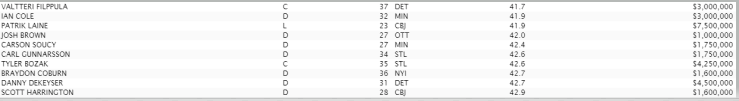 VALTTERI FILPPULA C 37 DET 41.7 $3,000,000
IAN COLE D 32 MIN 41.9 $3,000,000
PATRIK LAINE L 23 CBJ 41.9 $7,500,000
JOSH BROWN D 27 OTT 42.0 $1,000,000
CARSON SOUCY D 27 MIN 42.4 $1,750,000
CARL GUNNARSSON D 34 STL 42.6 $1,750,000
TYLER BOZAK C 35 STL 42.6 $4,250,000
BRAYDON COBURN D 36 NYI 42.7 $1,600,000
DANNY DEKEYSER D 31 DET 42.7 $4,500,000
SCOTT HARRINGTON D 28 CBJ 42.9 $1,600,000